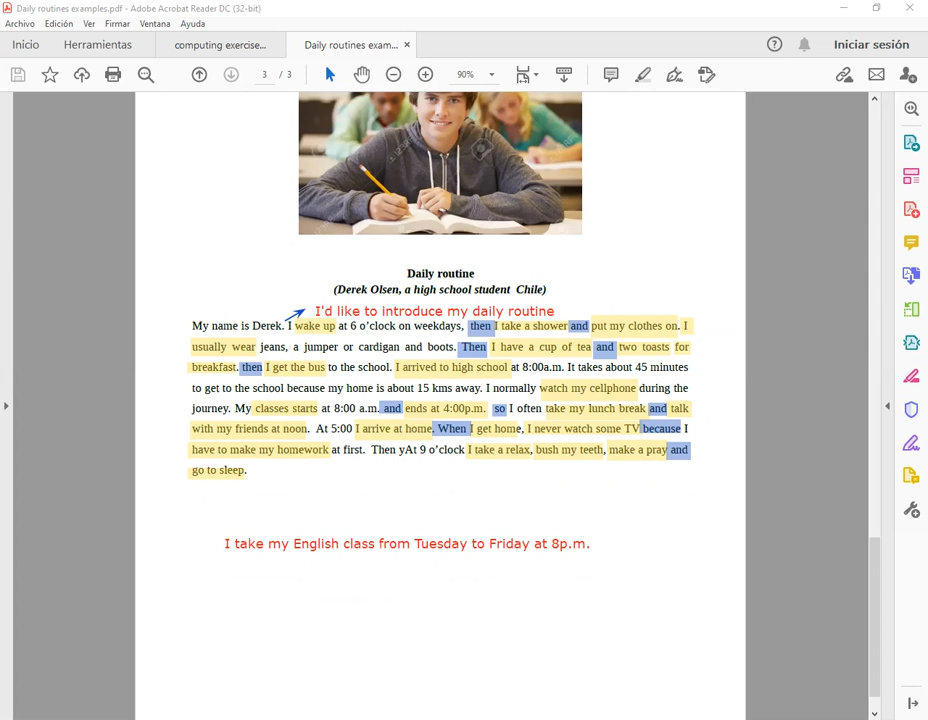 Daily routines examples.pdf - Adobe Acrobat Reader DC (32-bit)
Archivo Edición Ver Firmar Ventana Ayuda
Inicio Herramientas computing exercise... Daily routines exam... × Iniciar sesión
3 / 3 90%
Daily routine
(Derek Olsen, a high school student Chile)
I'd like to introduce my daily routine
My name is Derek. I wake up at 6 o'clock on weekdays, then I take a shower and put my clothes on. I
usually wear jeans, a jumper or cardigan and boots. Then I have a cup of tea and two toasts for
breakfast. then I get the bus to the school. I arrived to high school at 8:00a.m. It takes about 45 minutes
to get to the school because my home is about 15 kms away. I normally watch my cellphone during the
journey. My classes starts at 8:00 a.m. and ends at 4:00p.m. so I often take my lunch break and talk
with my friends at noon. At 5:00 I arrive at home. When I get home, I never watch some TV because I
have to make my homework at first. Then yAt 9 o'clock I take a relax, bush my teeth, make a pray and
go to sleep.
I take my English class from Tuesday to Friday at 8p.m.